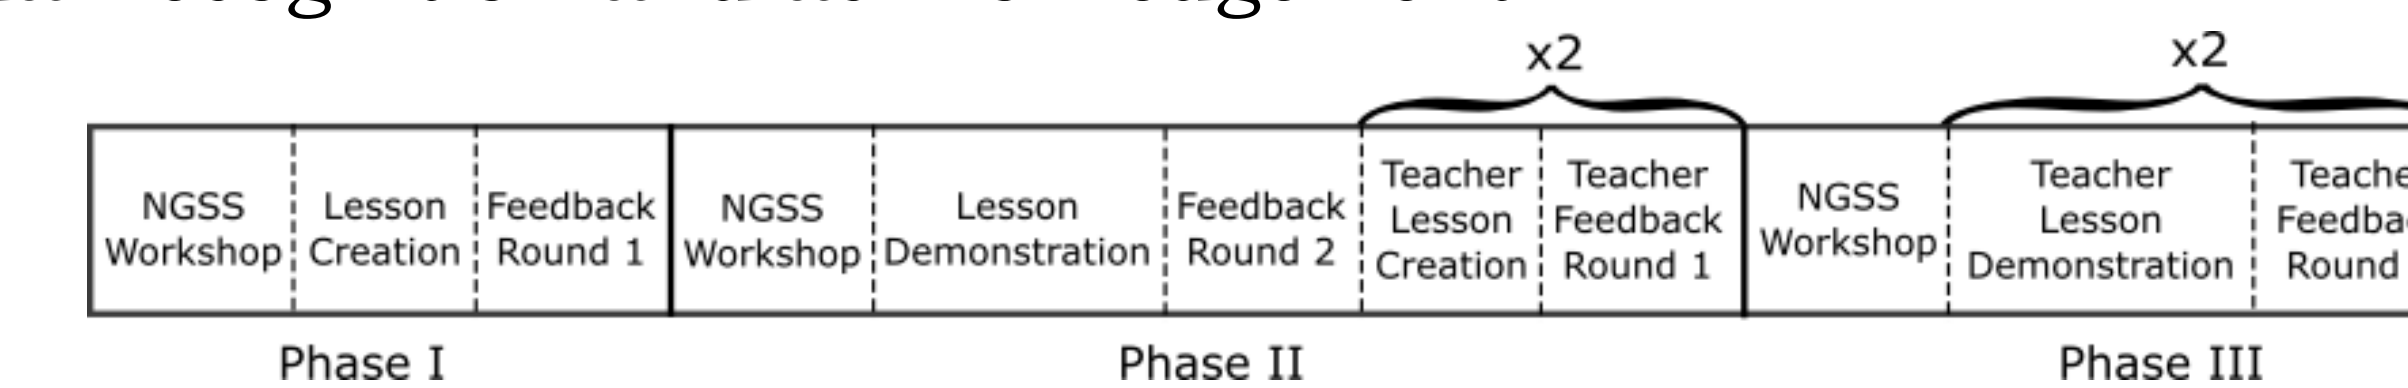 x2
x2
NGSS
Workshop
Lesson
Creation
Feedback
Round 1
NGSS
Workshop
Lesson
Demonstration
Feedback
Round 2
Teacher
Lesson
Creation
Teacher
Feedback
Round 1
NGSS
Workshop
Teacher
Lesson
Demonstration
Round
Phase I
Phase II
Phase III